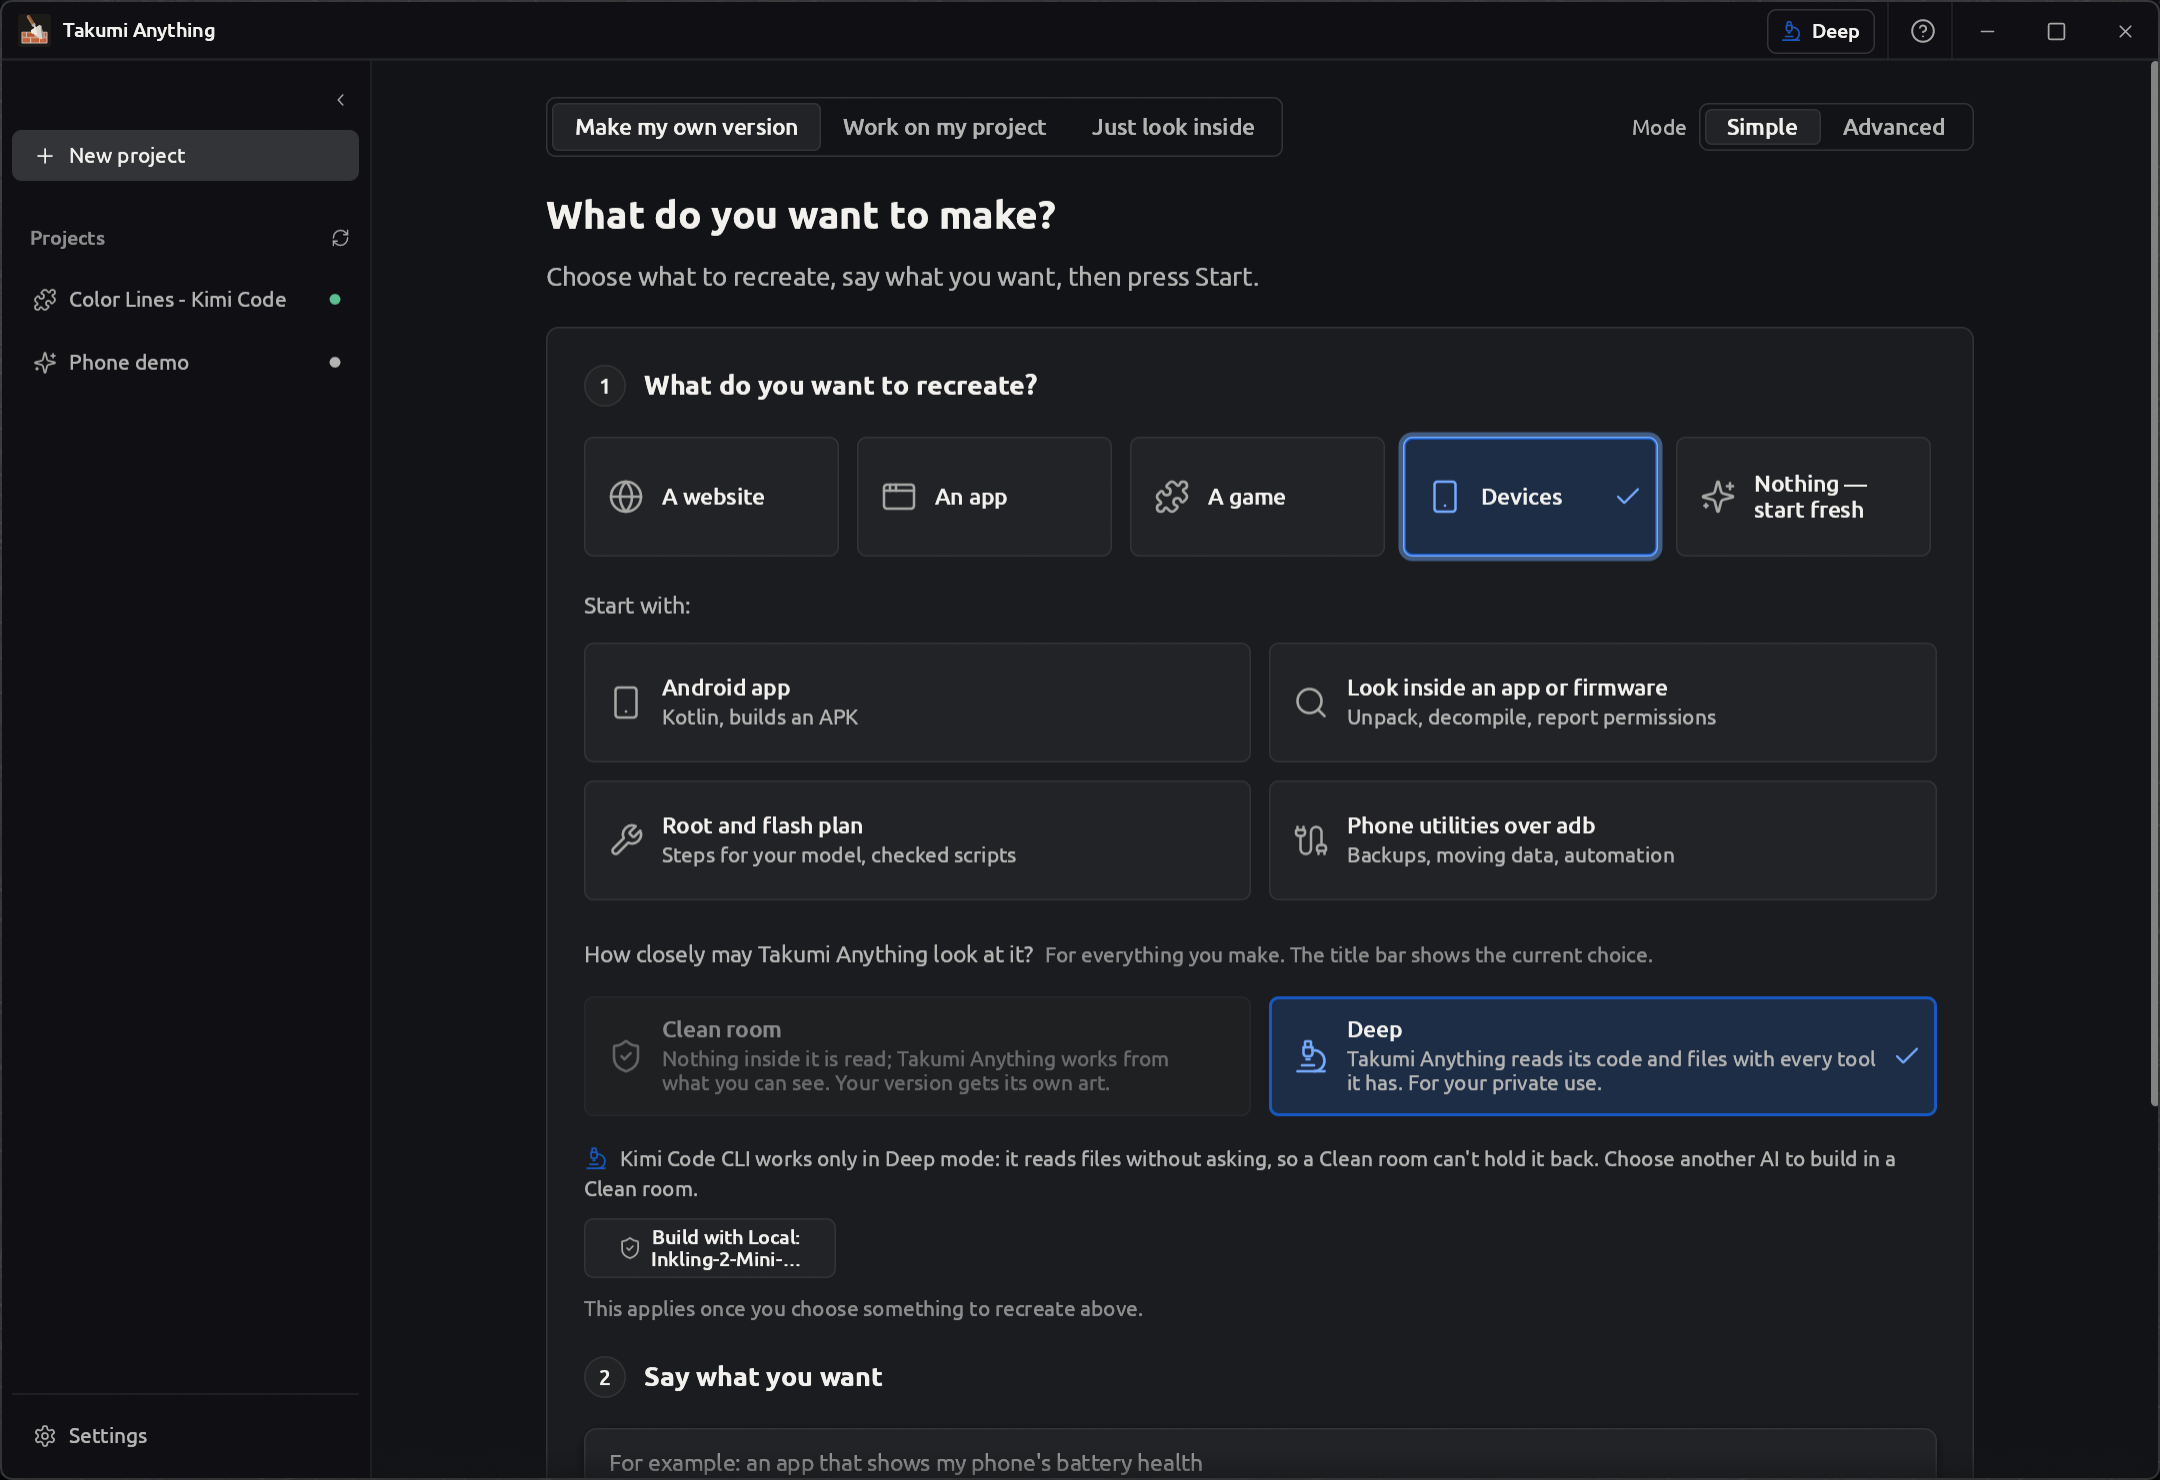 Takumi Anything
Deep
New project
Projects
Color Lines - Kimi Code
Phone demo
Settings
Make my own version
Work on my project
Just look inside
Mode
Simple
Advanced
What do you want to make?
Choose what to recreate, say what you want, then press Start.
1
What do you want to recreate?
A website
An app
A game
Devices
Nothing —
start fresh
Start with:
Android app
Kotlin, builds an APK
Look inside an app or firmware
Unpack, decompile, report permissions
Root and flash plan
Steps for your model, checked scripts
Phone utilities over adb
Backups, moving data, automation
How closely may Takumi Anything look at it? For everything you make. The title bar shows the current choice.
Clean room
Nothing inside it is read; Takumi Anything works from
what you can see. Your version gets its own art.
Deep
Takumi Anything reads its code and files with every tool
it has. For your private use.
Kimi Code CLI works only in Deep mode: it reads files without asking, so a Clean room can't hold it back. Choose another AI to build in a
Clean room.
Build with Local:
Inkling-2-Mini-...
This applies once you choose something to recreate above.
2
Say what you want
For example: an app that shows my phone's battery health